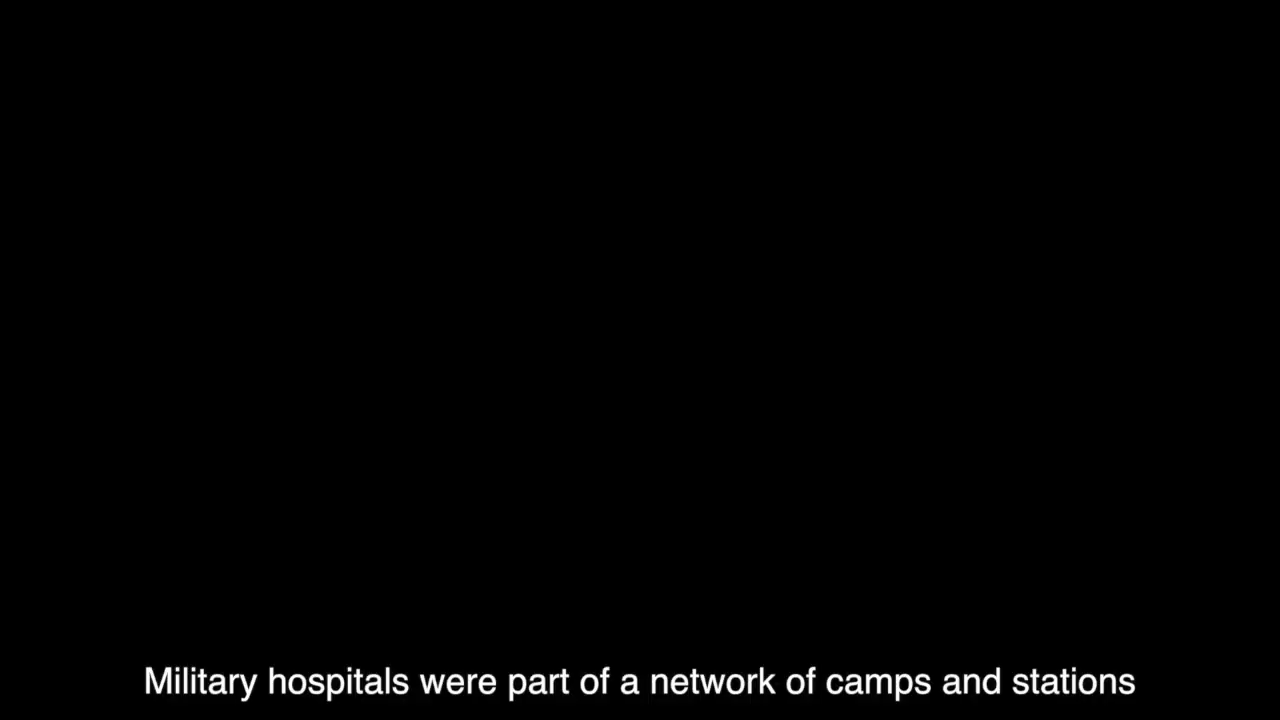 Military hospitals were part of a network of camps and stations